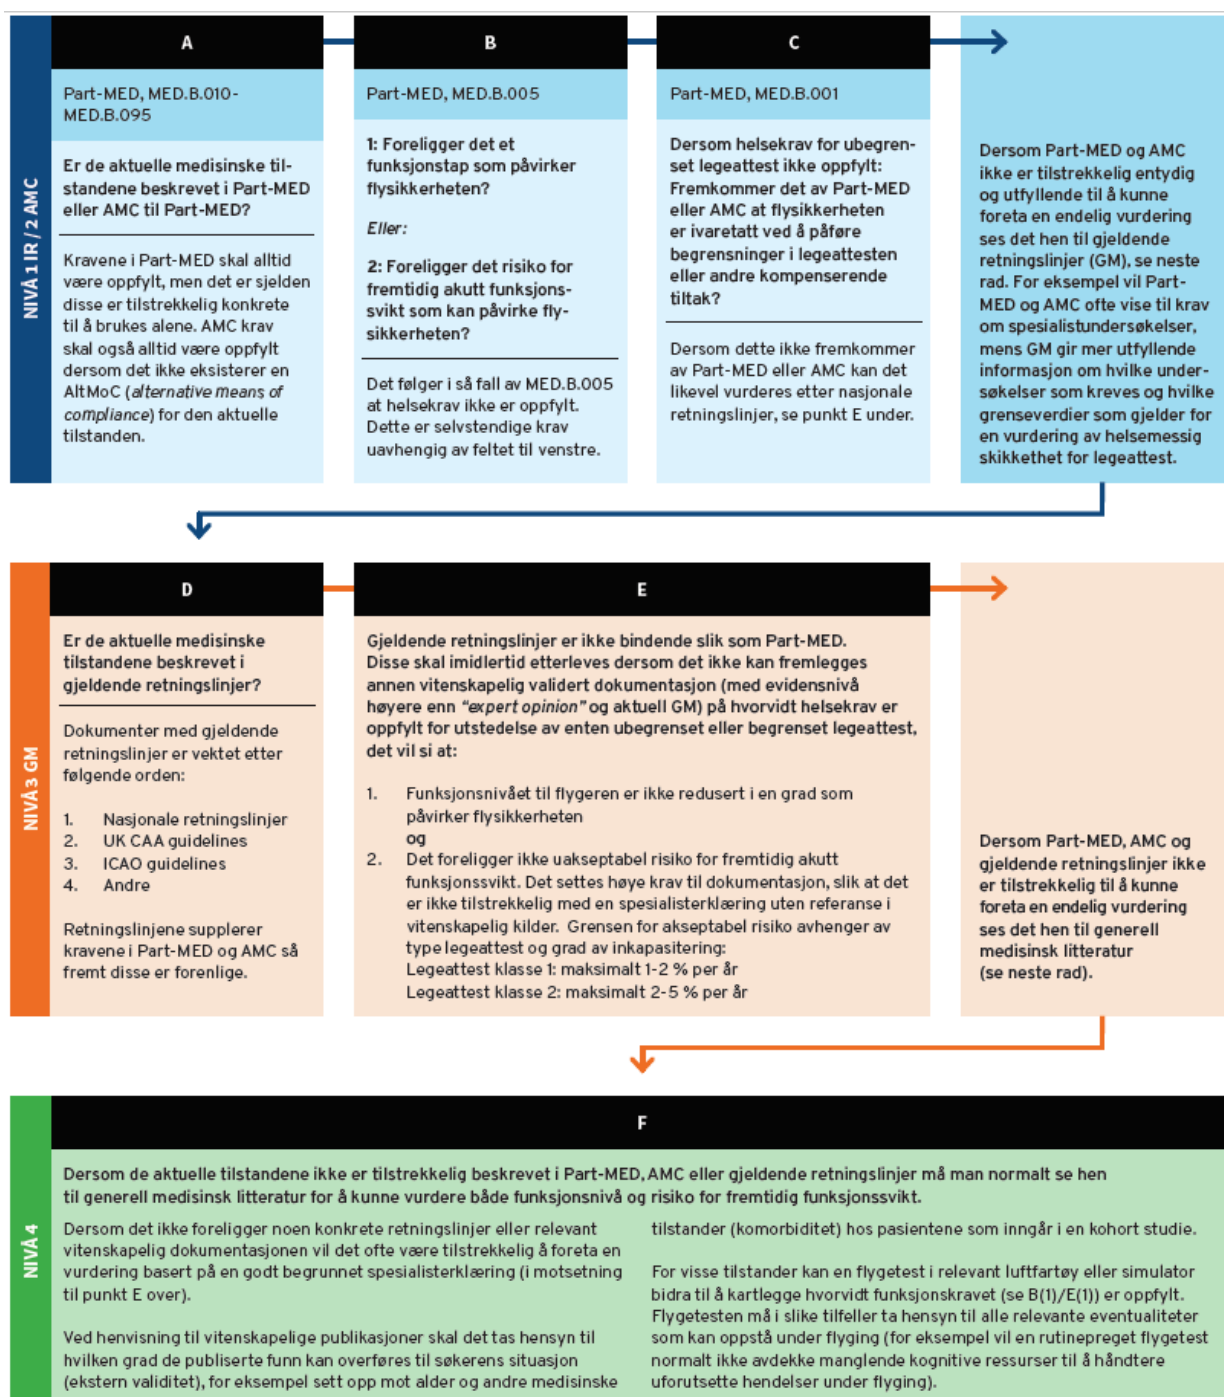 NIVÅ 1 IR / 2 AMC
A
Part-MED, MED.B.010-
MED.B.095
Er de aktuelle medisinske til-
standene beskrevet i Part-MED
eller AMC til Part-MED?
Kravene i Part-MED skal alltid
være oppfylt, men det er sjelden
disse er tilstrekkelig konkrete
til å brukes alene. AMC krav
skal også alltid være oppfylt
dersom det ikke eksisterer en
AltMoC (alternative means of
compliance) for den aktuelle
tilstanden.
B
Part-MED, MED.B.005
1: Foreligger det et
funksjonstap som påvirker
flysikkerheten?
Eller:
2: Foreligger det risiko for
fremtidig akutt funksjons-
svikt som kan påvirke fly-
sikkerheten?
Det følger i så fall av MED.B.005
at helsekrav ikke er oppfylt.
Dette er selvstendige krav
uavhengig av feltet til venstre.
C
Part-MED, MED.B.001
Dersom helsekrav for ubegren-
set legeattest ikke oppfylt:
Fremkommer det av Part-MED
eller AMC at flysikkerheten
er ivaretatt ved å påføre
begrensninger i legeattesten
eller andre kompenserende
tiltak?
Dersom dette ikke fremkommer
av Part-MED eller AMC kan det
likevel vurderes etter nasjonale
retningslinjer, se punkt E under.
Dersom Part-MED og AMC
ikke er tilstrekkelig entydig
og utfyllende til å kunne
foreta en endelig vurdering
ses det hen til gjeldende
retningslinjer (GM), se neste
rad. For eksempel vil Part-
MED og AMC ofte vise til krav
om spesialistundersøkelser,
mens GM gir mer utfyllende
informasjon om hvilke under-
søkelser som kreves og hvilke
grenseverdier som gjelder for
en vurdering av helsemessig
skikkethet for legeattest.
NIVÅ 3 GM
D
Er de aktuelle medisinske
tilstandene beskrevet i
gjeldende retningslinjer?
Dokumenter med gjeldende
retningslinjer er vektet etter
følgende orden:
1. Nasjonale retningslinjer
2. UK CAA guidelines
3. ICAO guidelines
4. Andre
Retningslinjene supplerer
kravene i Part-MED og AMC så
fremt disse er forenlige.
E
Gjeldende retningslinjer er ikke bindende slik som Part-MED.
Disse skal imidlertid etterleves dersom det ikke kan fremlegges
annen vitenskapelig validert dokumentasjon (med evidensnivå
høyere enn "expert opinion" og aktuell GM) på hvorvidt helsekrav er
oppfylt for utstedelse av enten ubegrenset eller begrenset legeattest,
det vil si at:
1. Funksjonsnivået til flygeren er ikke redusert i en grad som
påvirker flysikkerheten
og
2. Det foreligger ikke uakseptabel risiko for fremtidig akutt
funksjonssvikt. Det settes høye krav til dokumentasjon, slik at det
er ikke tilstrekkelig med en spesialisterklæring uten referanse i
vitenskapelig kilder. Grensen for akseptabel risiko avhenger av
type legeattest og grad av inkapasitering:
Legeattest klasse 1: maksimalt 1-2 % per år
Legeattest klasse 2: maksimalt 2-5 % per år
Dersom Part-MED, AMC og
gjeldende retningslinjer ikke
er tilstrekkelig til å kunne
foreta en endelig vurdering
ses det hen til generell
medisinsk litteratur
(se neste rad).
NIVÅ 4
F
Dersom de aktuelle tilstandene ikke er tilstrekkelig beskrevet i Part-MED, AMC eller gjeldende retningslinjer må man normalt se hen
til generell medisinsk litteratur for å kunne vurdere både funksjonsnivå og risiko for fremtidig funksjonssvikt.
Dersom det ikke foreligger noen konkrete retningslinjer eller relevant
vitenskapelig dokumentasjonen vil det ofte være tilstrekkelig å foreta en
vurdering basert på en godt begrunnet spesialisterklæring (i motsetning
til punkt E over).
Ved henvisning til vitenskapelige publikasjoner skal det tas hensyn til
hvilken grad de publiserte funn kan overføres til søkerens situasjon
(ekstern validitet), for eksempel sett opp mot alder og andre medisinske
tilstander (komorbiditet) hos pasientene som inngår i en kohort studie.
For visse tilstander kan en flygetest i relevant luftfartøy eller simulator
bidra til å kartlegge hvorvidt funksjonskravet (se B(1)/E(1)) er oppfylt.
Flygetesten må i slike tilfeller ta hensyn til alle relevante eventualiteter
som kan oppstå under flyging (for eksempel vil en rutinepreget flygetest
normalt ikke avdekke manglende kognitive ressurser til å håndtere
uforutsette hendelser under flyging).